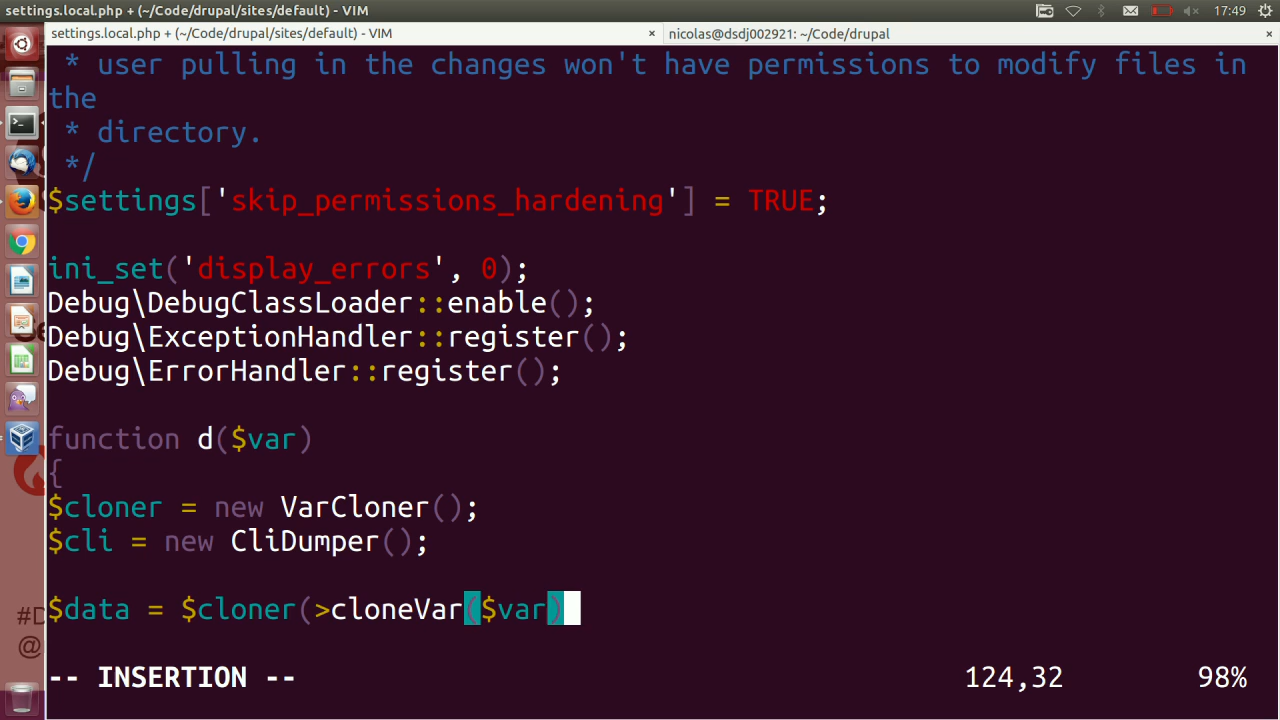 settings.local.php + (~/Code/drupal/sites/default) - VIM
17:49
settings.local.php + (~/Code/drupal/sites/default) - VIM
×
nicolas@dsdj002921: ~/Code/drupal
×
* user pulling in the changes won't have permissions to modify files in
the
* directory.
*/
$settings['skip_permissions_hardening'] = TRUE;
ini_set('display_errors', 0);
Debug\DebugClassLoader::enable();
Debug\ExceptionHandler::register();
Debug\ErrorHandler::register();
function d($var)
{
$cloner = new VarCloner();
$cli = new CliDumper();
$data = $cloner(>cloneVar($var)
#D
@
-- INSERTION --
124,32
98%